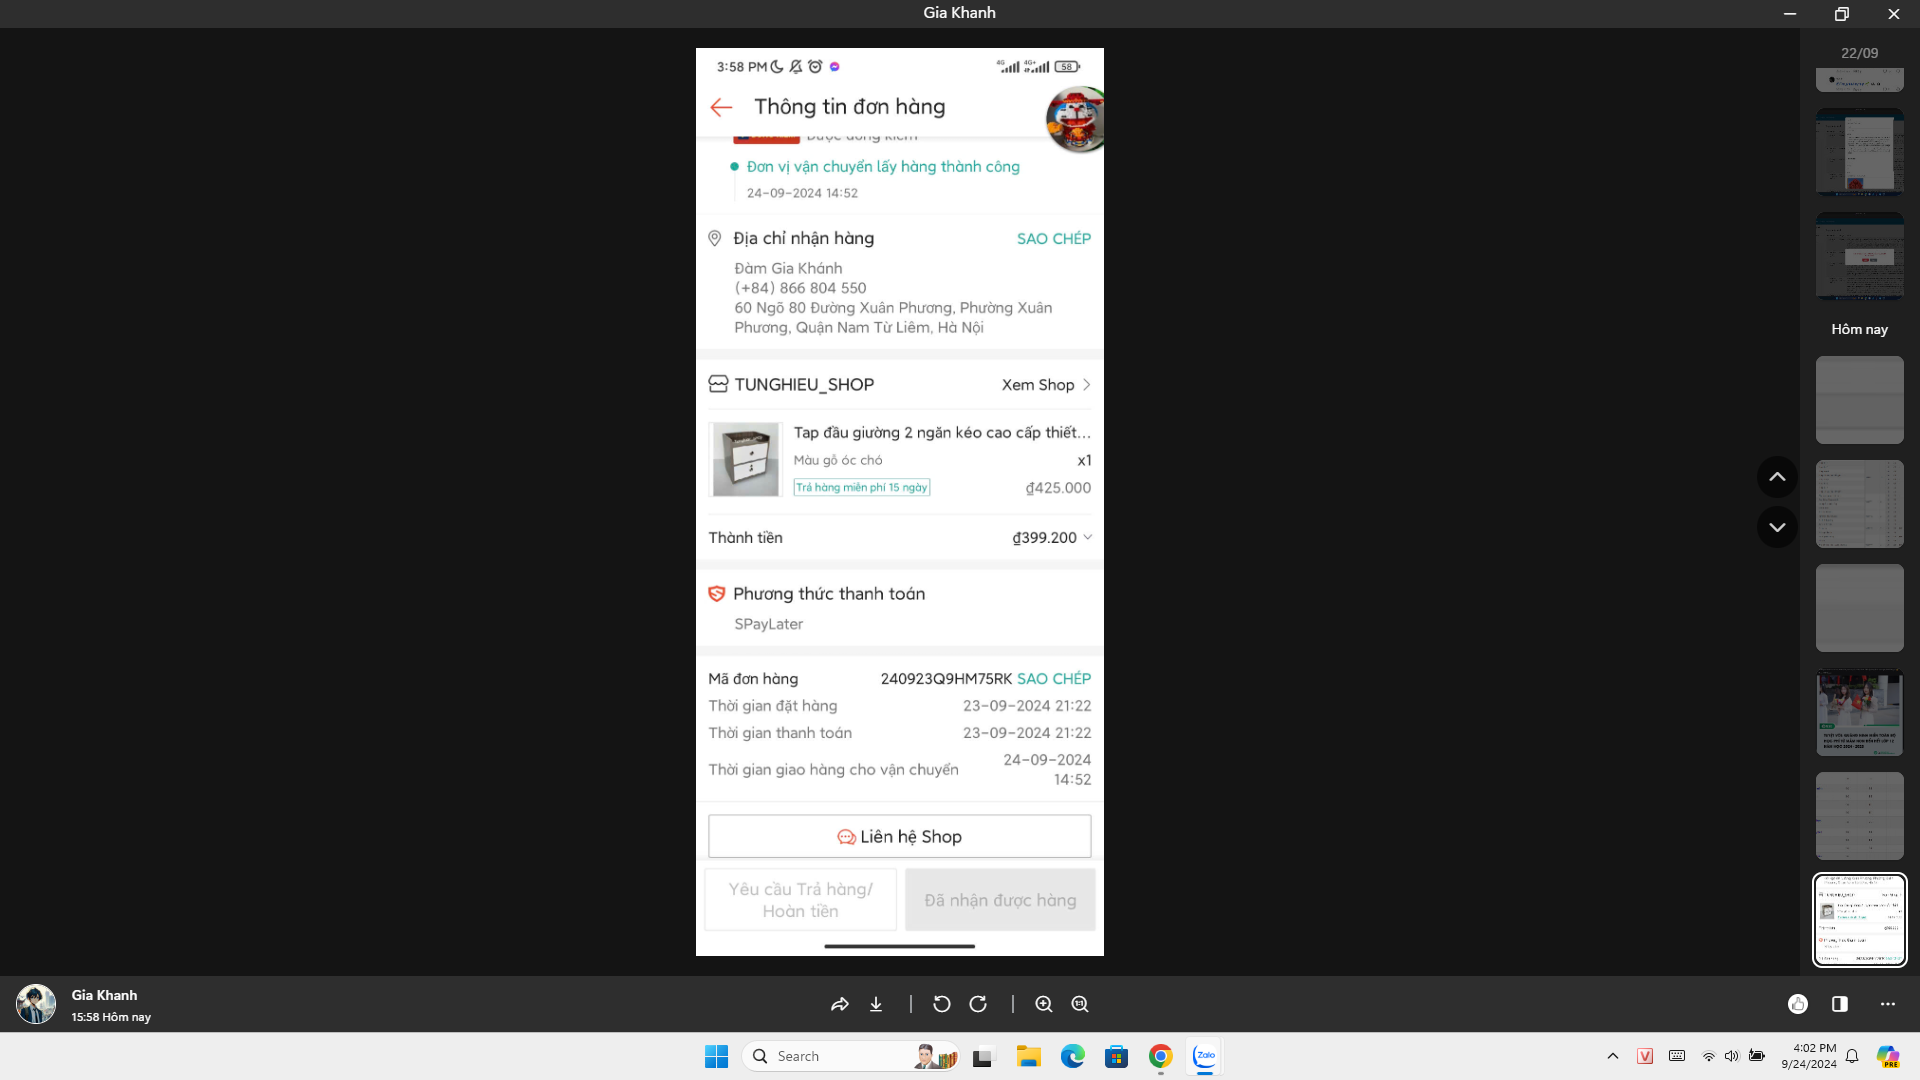 Gia Khanh
22/09
3:58 PM
4G
4G+
58
Thông tin đơn hàng
Được đồng kiểm
Đơn vị vận chuyển lấy hàng thành công
24-09-2024 14:52
Địa chỉ nhận hàng
SAO CHÉP
Đàm Gia Khánh
(+84) 866 804 550
60 Ngõ 80 Đường Xuân Phương, Phường Xuân
Phương, Quận Nam Từ Liêm, Hà Nội
Hôm nay
TUNGHIEU_SHOP
Xem Shop
Tap đầu giường 2 ngăn kéo cao cấp thiết...
Màu gỗ óc chó
x1
Trả hàng miễn phí 15 ngày
₫425.000
Thành tiền
₫399.200
Phương thức thanh toán
SPayLater
Mã đơn hàng
240923Q9HM75RK SAO CHÉP
Thời gian đặt hàng
23-09-2024 21:22
Thời gian thanh toán
23-09-2024 21:22
Thời gian giao hàng cho vận chuyển
24-09-2024
14:52
Liên hệ Shop
Yêu cầu Trả hàng/
Hoàn tiền
Đã nhận được hàng
Gia Khanh
15:58 Hôm nay
Search
Zalo
4:02 PM
9/24/2024
PRE